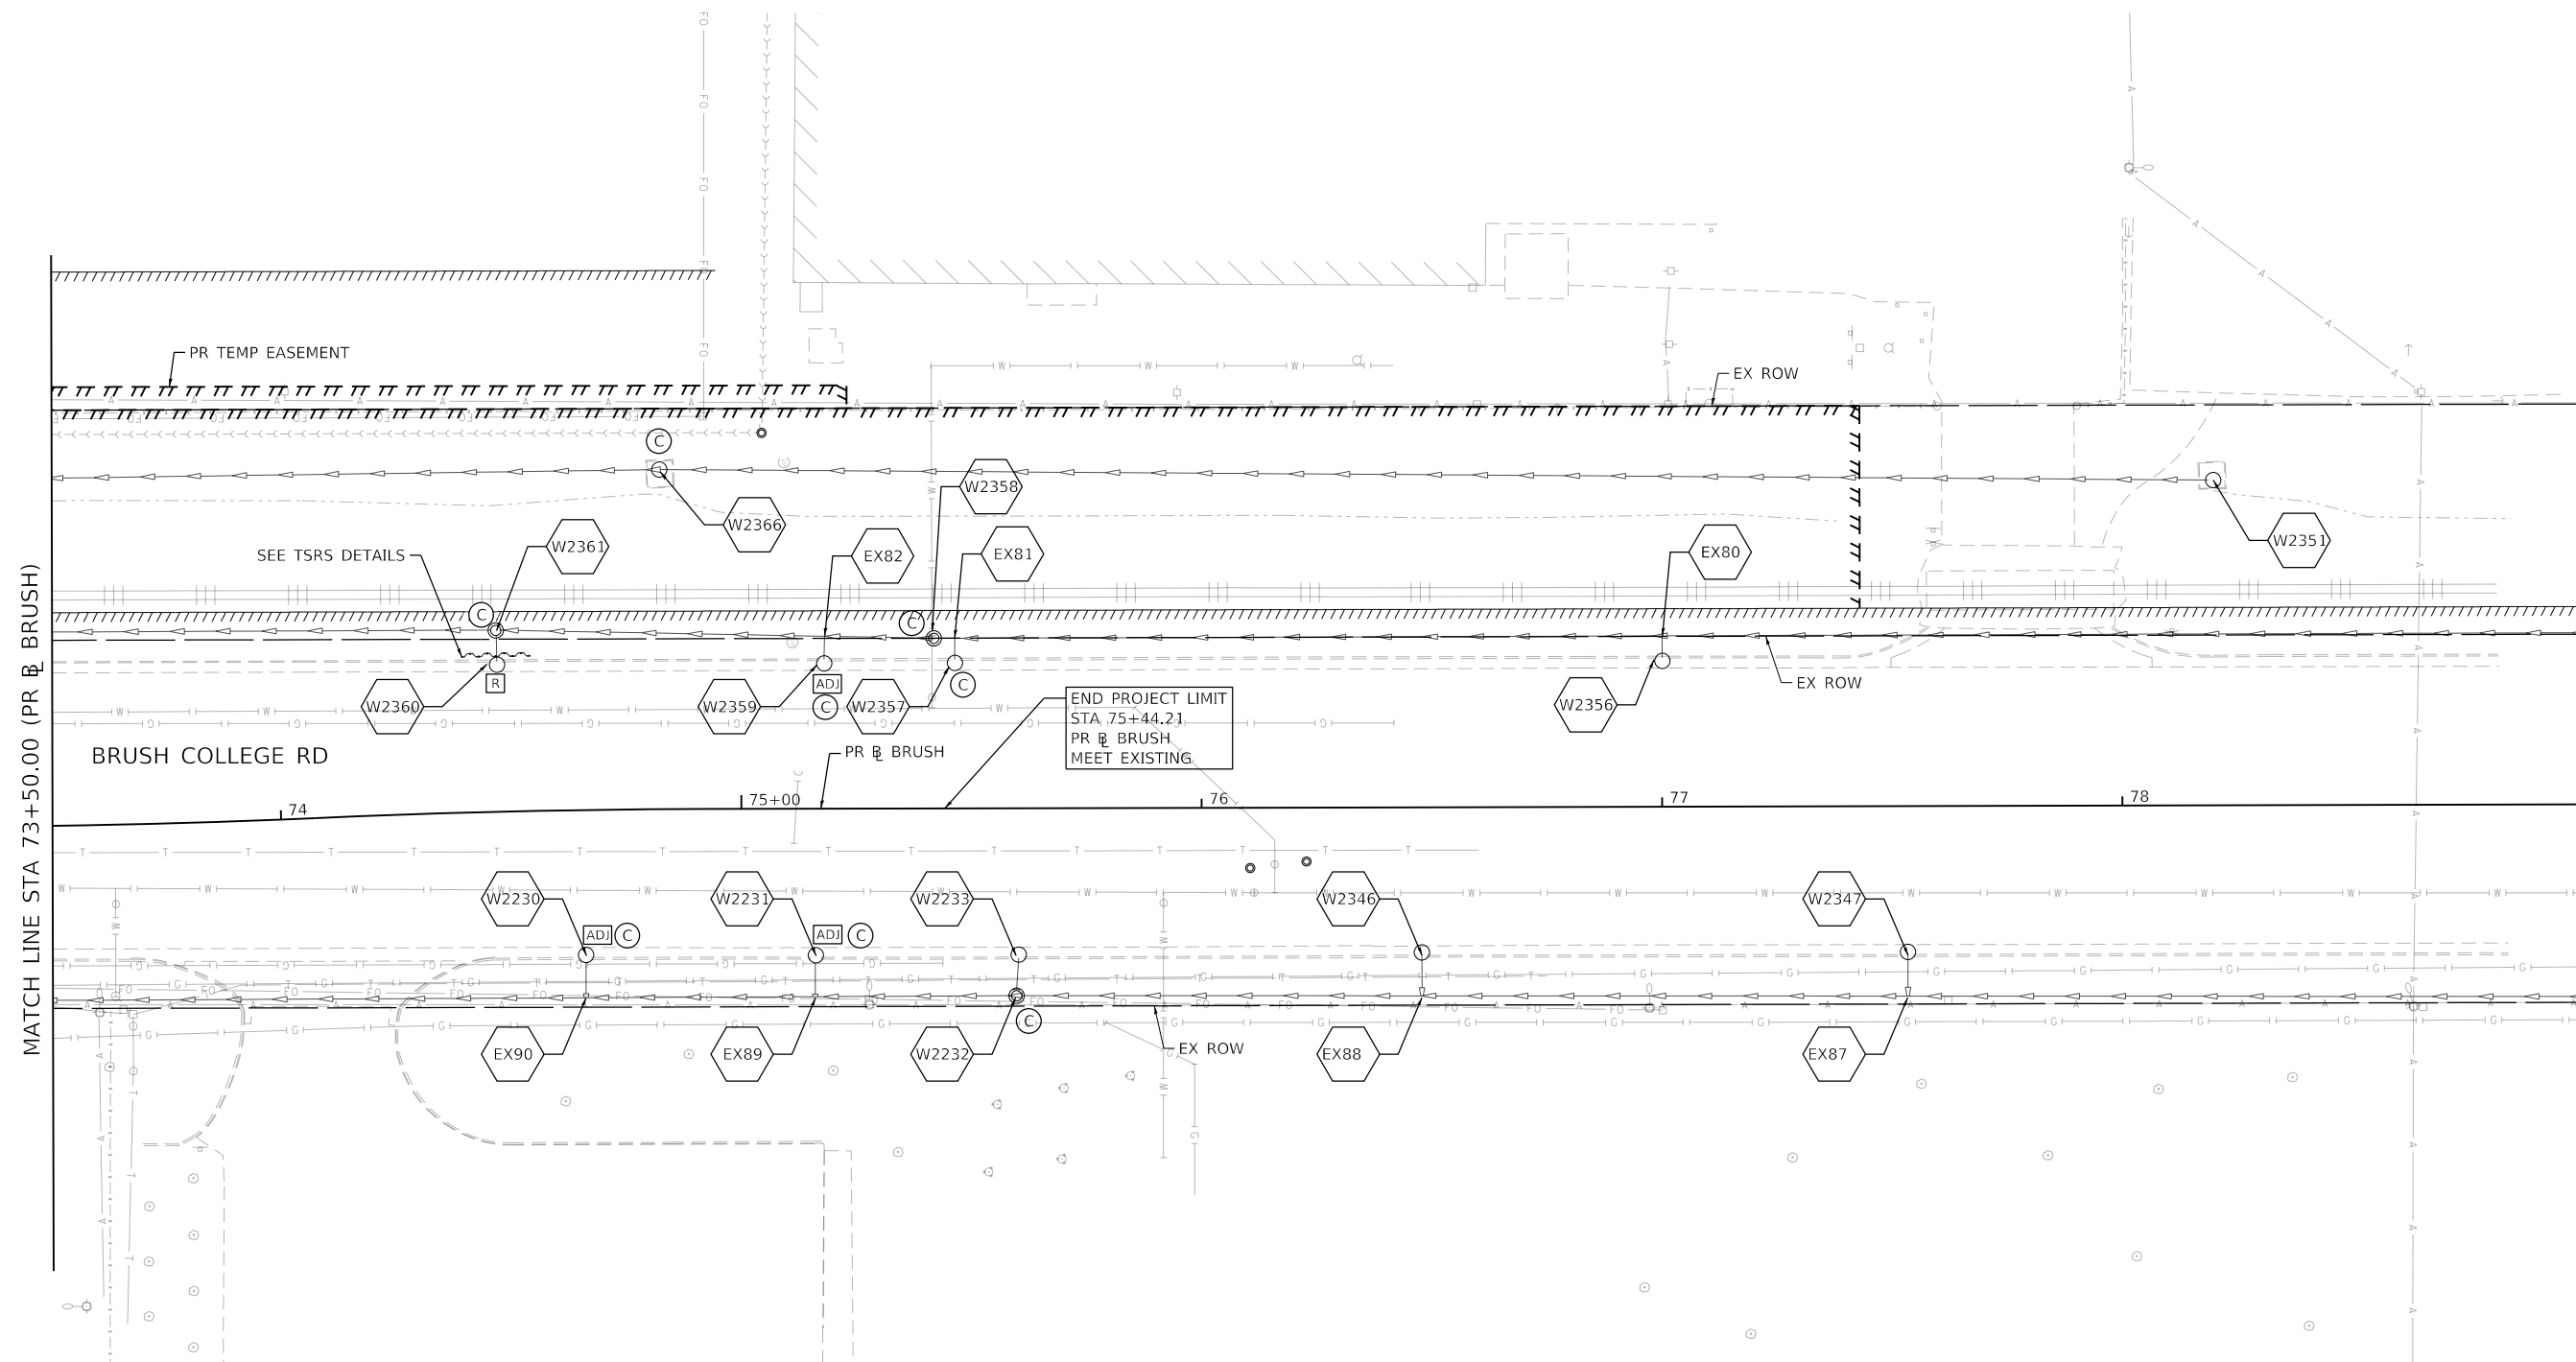 PR TEMP EASEMENT
EX ROW
C
W2366
W2358
W2361
SEE TSRS DETAILS
EX82
EX81
EX80
W2351
C
C
W2360
R
W2359
ADJ
C
W2357
C
W2356
EX ROW
END PROJECT LIMIT
STA 75+44.21
PR ℄ BRUSH
MEET EXISTING
BRUSH COLLEGE RD
PR ℄ BRUSH
MATCH LINE STA 73+50.00 (PR ℄ BRUSH)
74
75+00
76
77
78
W2230
ADJ
C
W2231
ADJ
C
W2233
W2346
W2347
EX90
EX89
W2232
C
EX ROW
EX88
EX87